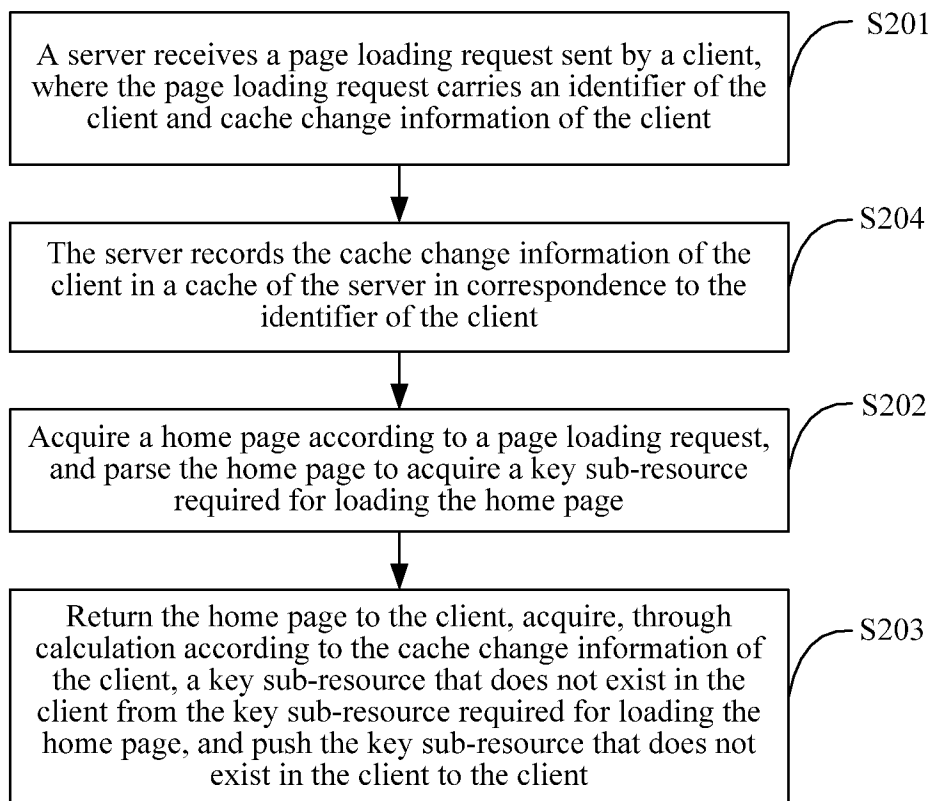 S201
A server receives a page loading request sent by a client,
where the page loading request carries an identifier of the
client and cache change information of the client
S204
The server records the cache change information of the
client in a cache of the server in correspondence to the
identifier of the client
S202
Acquire a home page according to a page loading request,
and parse the home page to acquire a key sub-resource
required for loading the home page
S203
Return the home page to the client, acquire, through
calculation according to the cache change information of
the client, a key sub-resource that does not exist in the
client from the key sub-resource required for loading the
home page, and push the key sub-resource that does not
exist in the client to the client